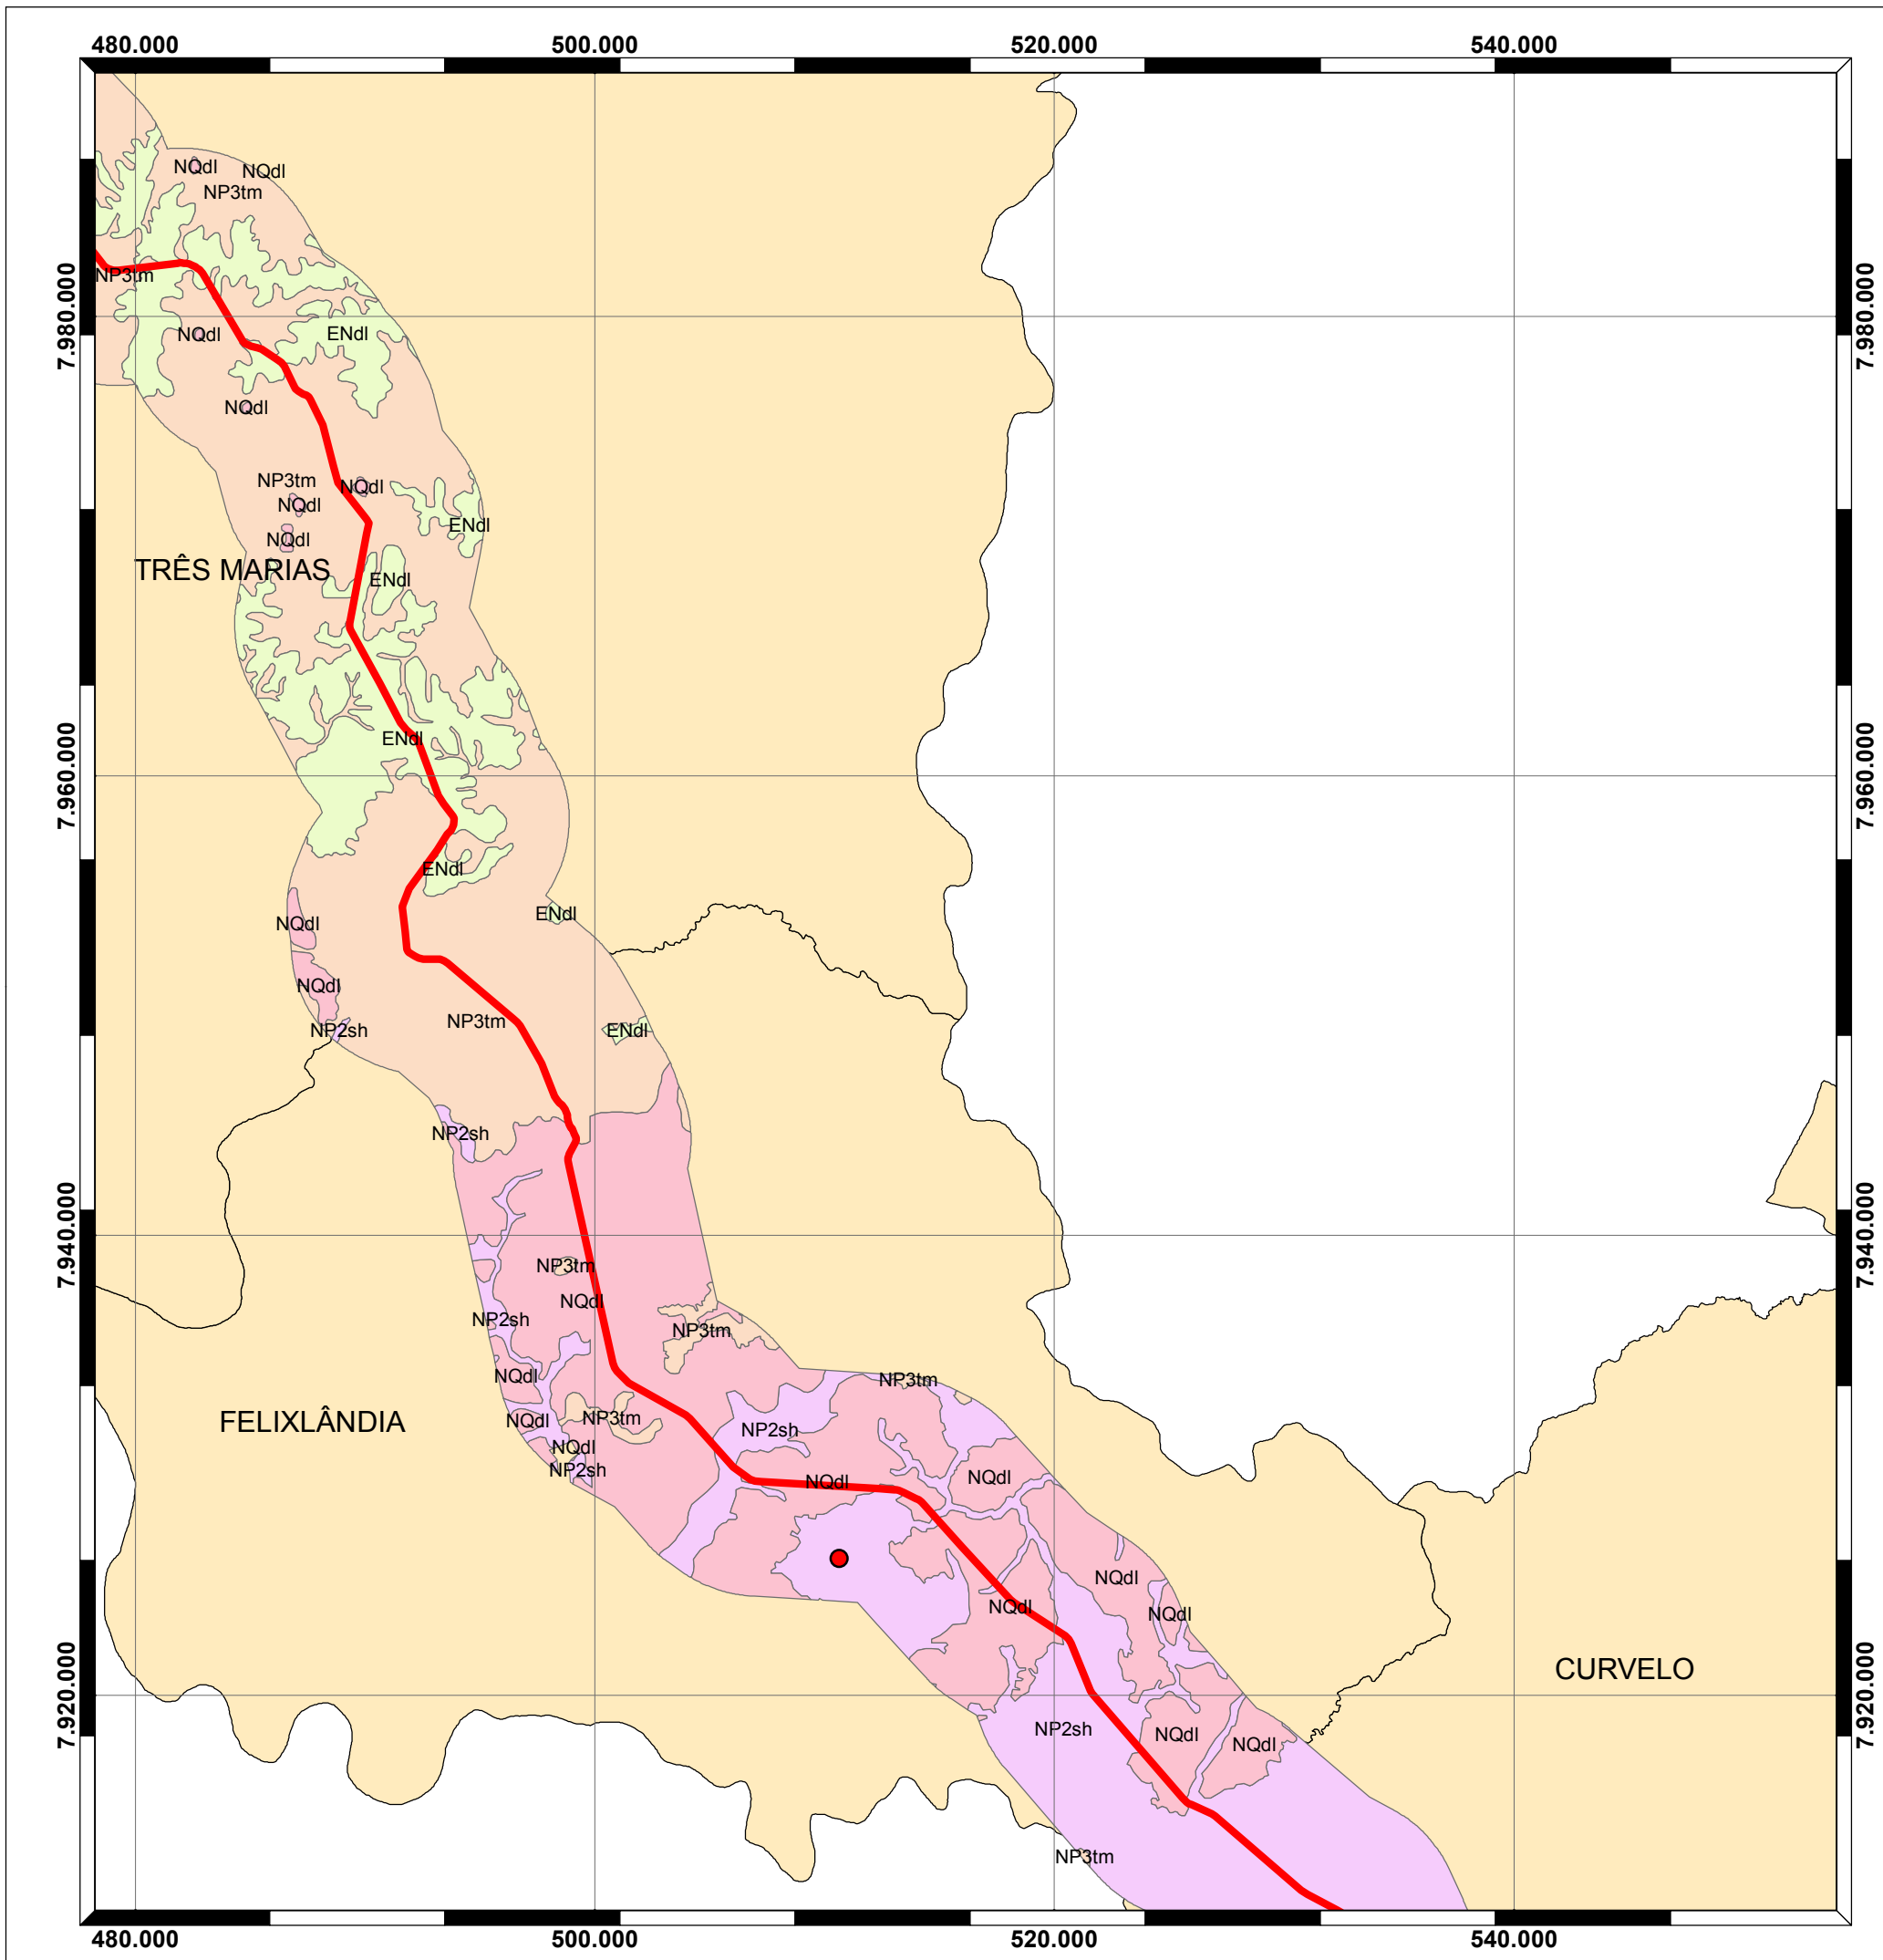 480.000 500.000 520.000 540.000
NQdl NQdl
NP3tm
NP3tm
7.980.000 7.980.000
NQdl ENdl
NQdl
NP3tm NQdl
NQdl
ENdl
NQdl
TRÊS MARIAS ENdl
ENdl
7.960.000 7.960.000
ENdl
ENdl
NQdl
NQdl
NP3tm
NP2sh ENdl
NP2sh
7.940.000 7.940.000
NP3tm
NQdl
NP2sh NP3tm
NQdl NP3tm
NQdl NP3tm
FELIXLÂNDIA NP2sh
NQdl
NP2sh NQdl NQdl
NQdl
NQdl NQdl
7.920.000 7.920.000
CURVELO
NP2sh NQdl NQdl
NP3tm
480.000 500.000 520.000 540.000